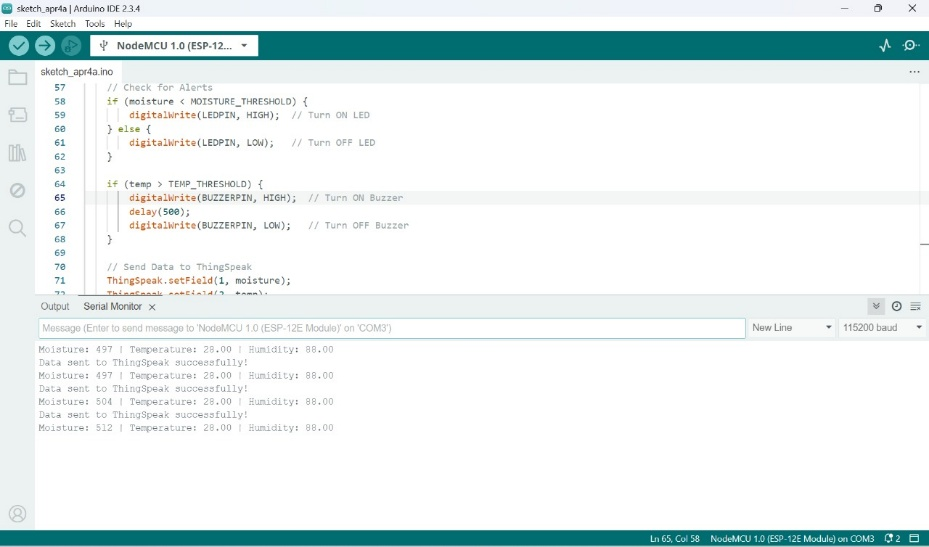 sketch_apr4a | Arduino IDE 2.3.4
File Edit Sketch Tools Help
NodeMCU 1.0 (ESP-12...
sketch_apr4a.ino
57 // Check for Alerts
58 if (moisture < MOISTURE_THRESHOLD) {
59 digitalWrite(LEDPIN, HIGH); // Turn ON LED
60 } else {
61 digitalWrite(LEDPIN, LOW); // Turn OFF LED
62 }
63
64 if (temp > TEMP_THRESHOLD) {
65 digitalWrite(BUZZERPIN, HIGH); // Turn ON Buzzer
66 delay(500);
67 digitalWrite(BUZZERPIN, LOW); // Turn OFF Buzzer
68 }
69
70 // Send Data to ThingSpeak
71 ThingSpeak.setField(1, moisture);
72 ThingSpeak.setField(2, temp);
Output Serial Monitor
Message (Enter to send message to 'NodeMCU 1.0 (ESP-12E Module)' on 'COM3') New Line 115200 baud
Moisture: 497 | Temperature: 28.00 | Humidity: 88.00
Data sent to ThingSpeak successfully!
Moisture: 497 | Temperature: 28.00 | Humidity: 88.00
Data sent to ThingSpeak successfully!
Moisture: 504 | Temperature: 28.00 | Humidity: 88.00
Data sent to ThingSpeak successfully!
Moisture: 512 | Temperature: 28.00 | Humidity: 88.00
Ln 65, Col 58 NodeMCU 1.0 (ESP-12E Module) on COM3 2